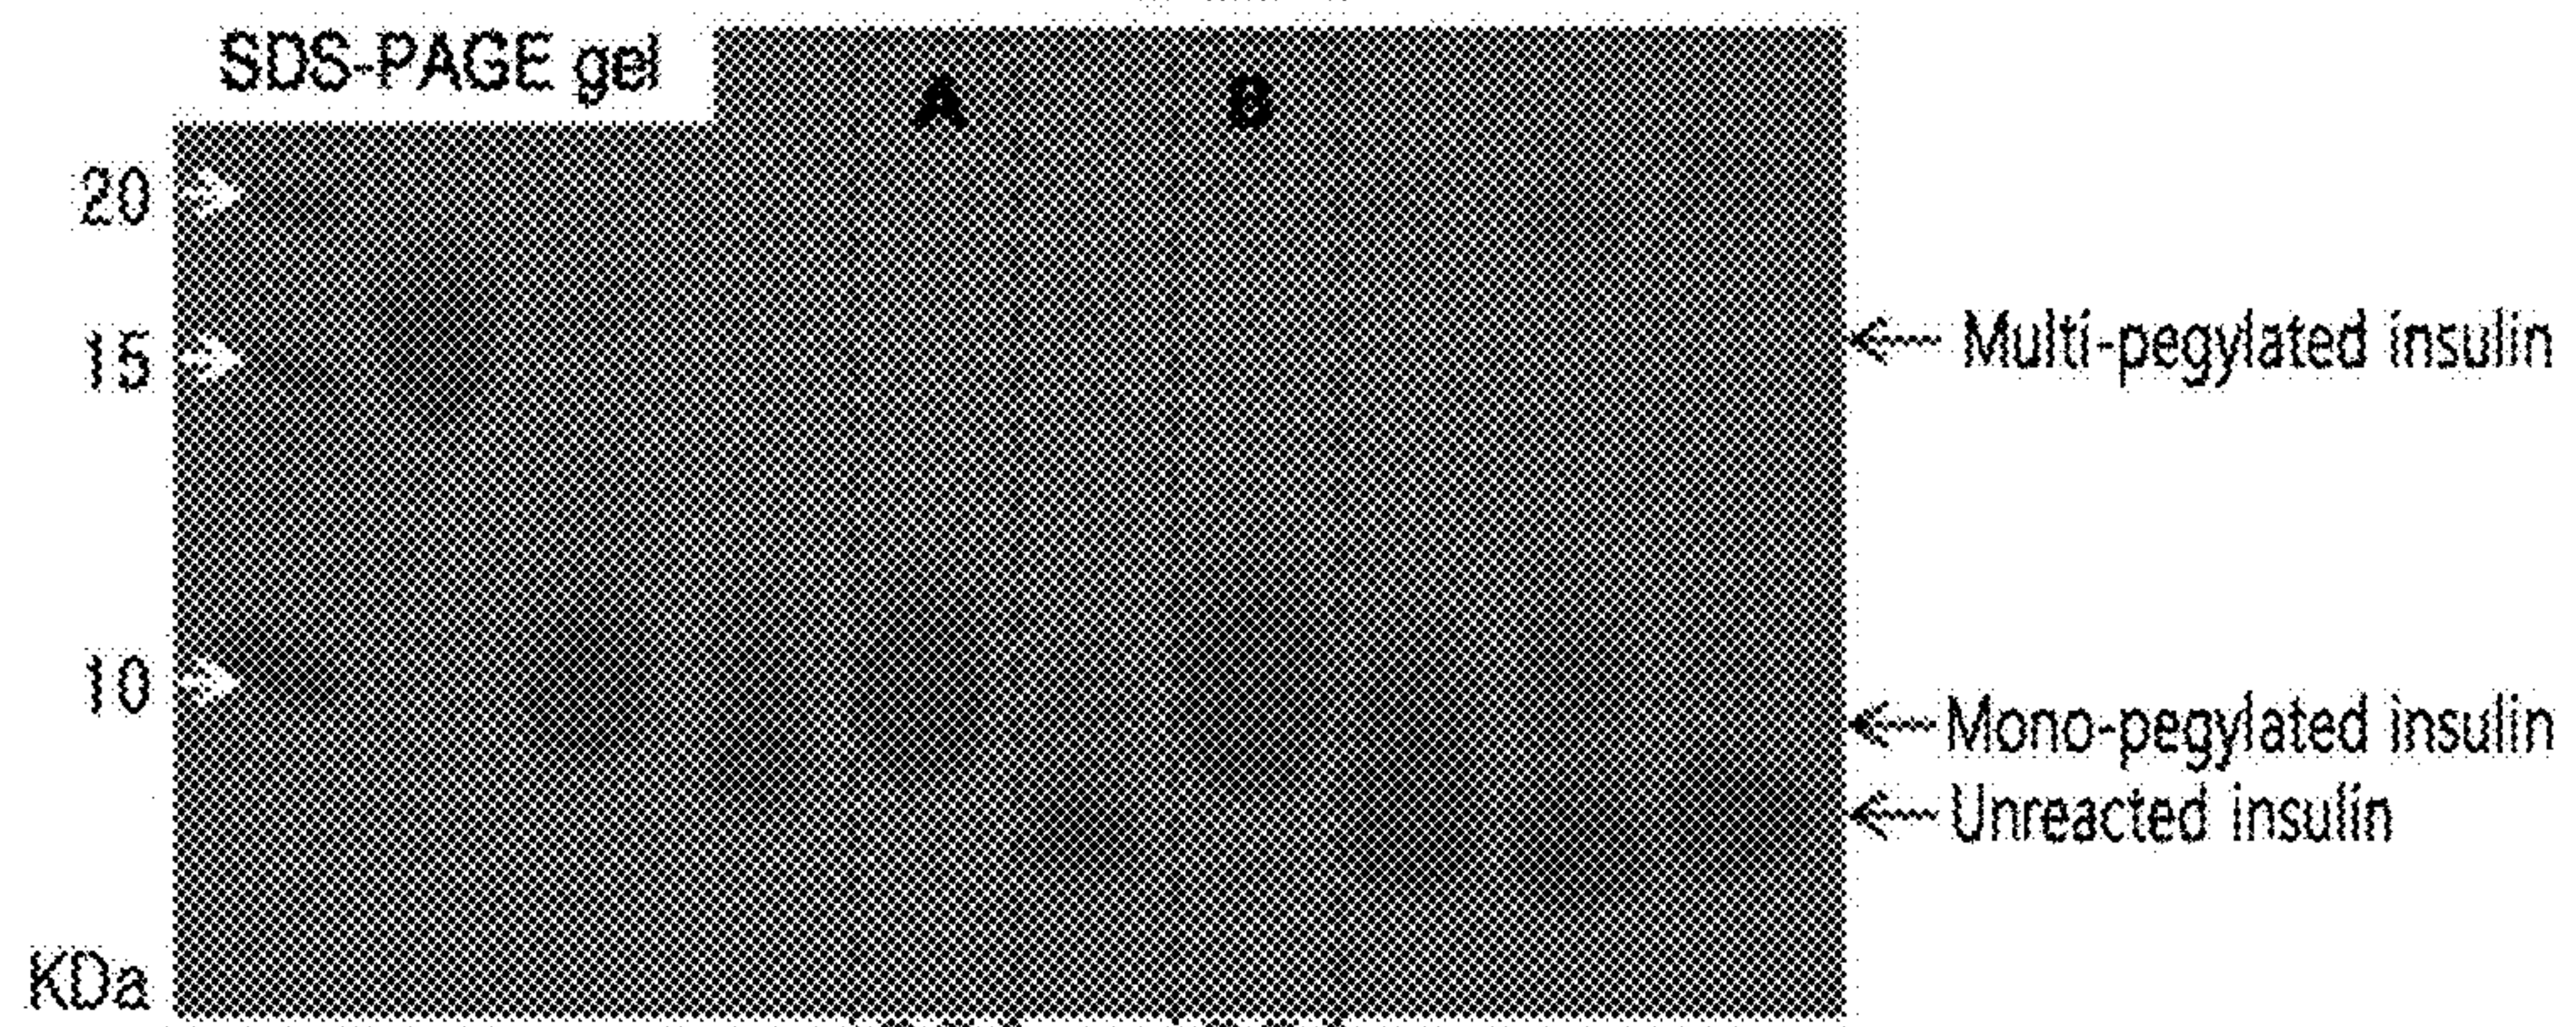 SDS-PAGE gel
A B
20
15
10
KDa
Multi-pegylated insulin
Mono-pegylated insulin
Unreacted insulin